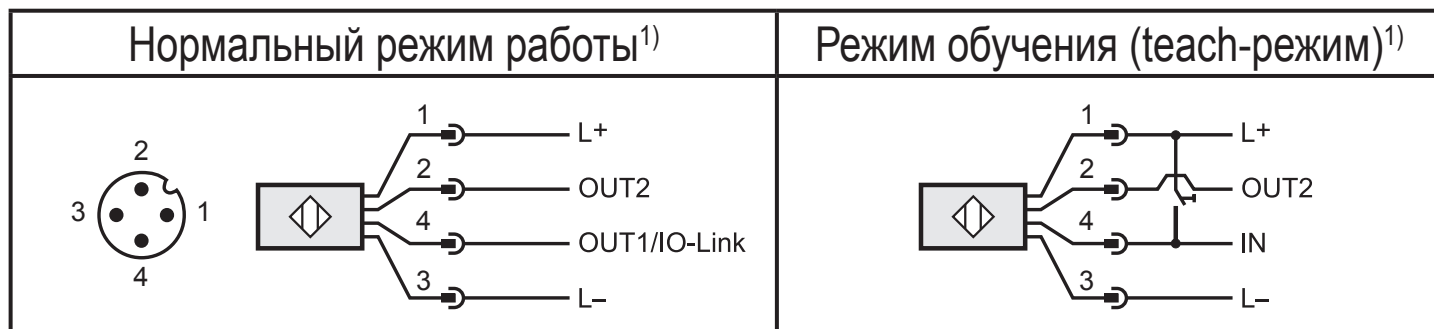 Нормальный режим работы1)
Режим обучения (teach-режим)1)
2
3
1
4
1
L+
2
OUT2
4
OUT1/IO-Link
3
L–
1
L+
2
OUT2
4
IN
3
L–